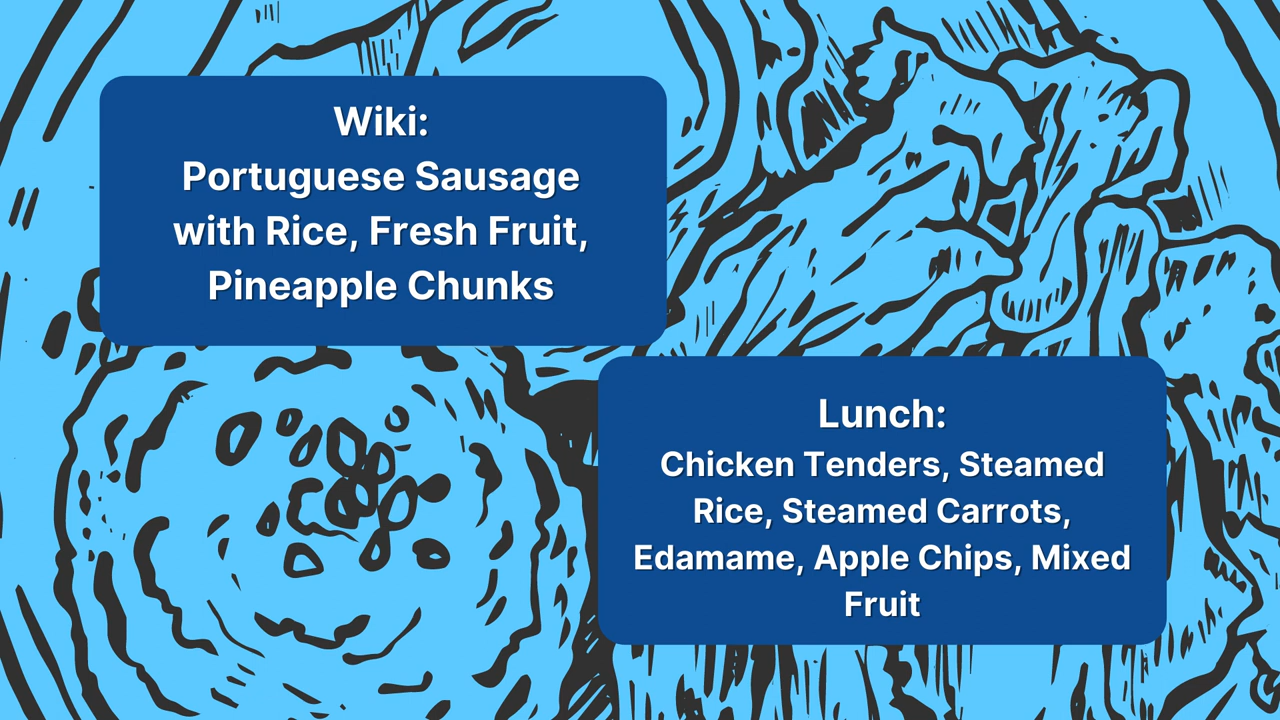 Wiki:
Portuguese Sausage
with Rice, Fresh Fruit,
Pineapple Chunks
Lunch:
Chicken Tenders, Steamed
Rice, Steamed Carrots,
Edamame, Apple Chips, Mixed
Fruit